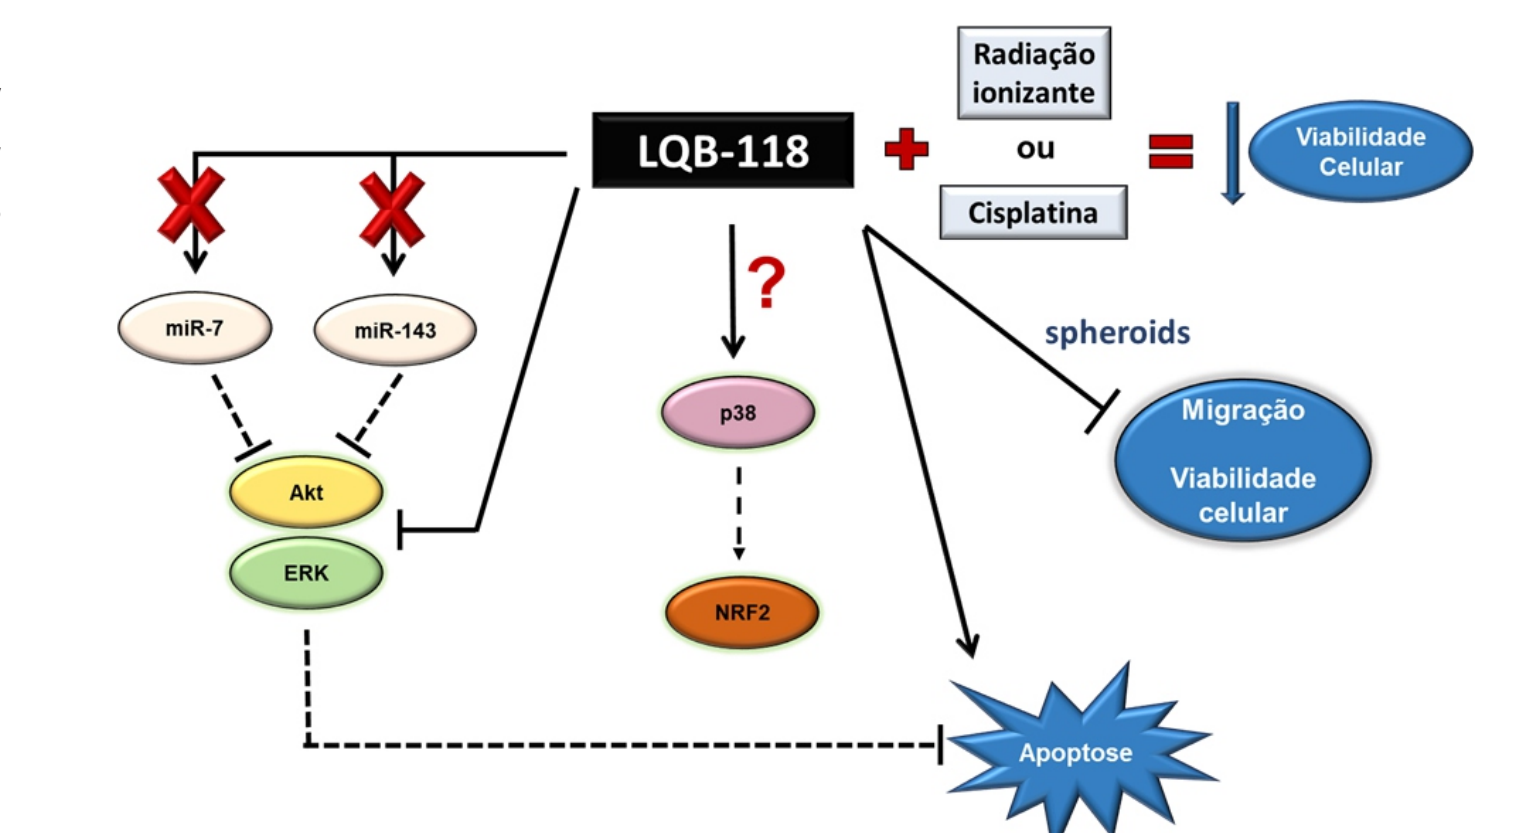 Radiação
ionizante
LQB-118
ou
Viabilidade
Celular
Cisplatina
?
miR-7
miR-143
spheroids
p38
Migração
Viabilidade
celular
Akt
ERK
NRF2
Apoptose